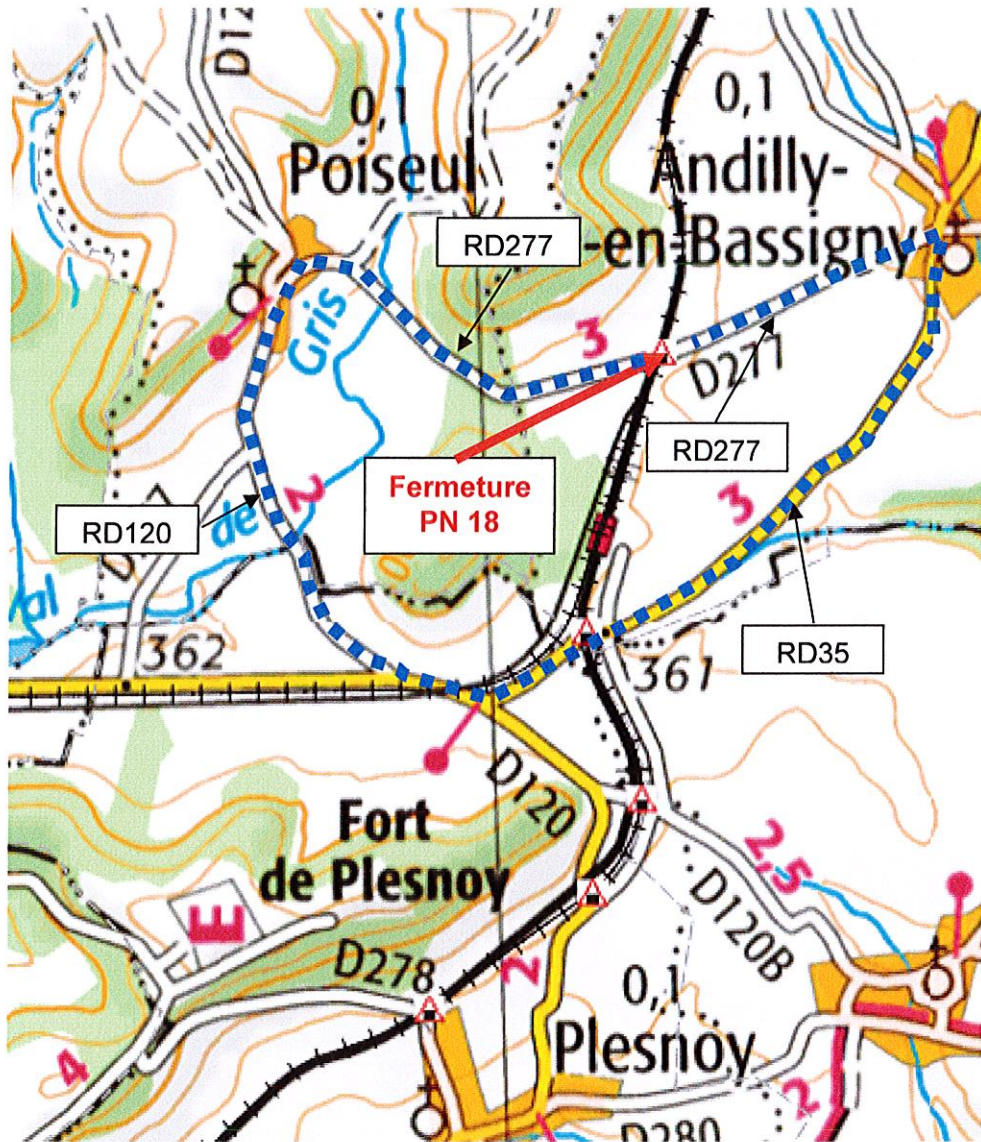 D12
0,1
Poiseul
0,1
Andilly-
-en-Bassigny
RD277
Gris
3
D277
RD277
Fermeture
PN 18
RD120
2
de
al
3
RD35
362
361
D120
Fort
de Plesnoy
2,5
D120B
E
D278
2
0,1
Plesnoy
4
2
D280